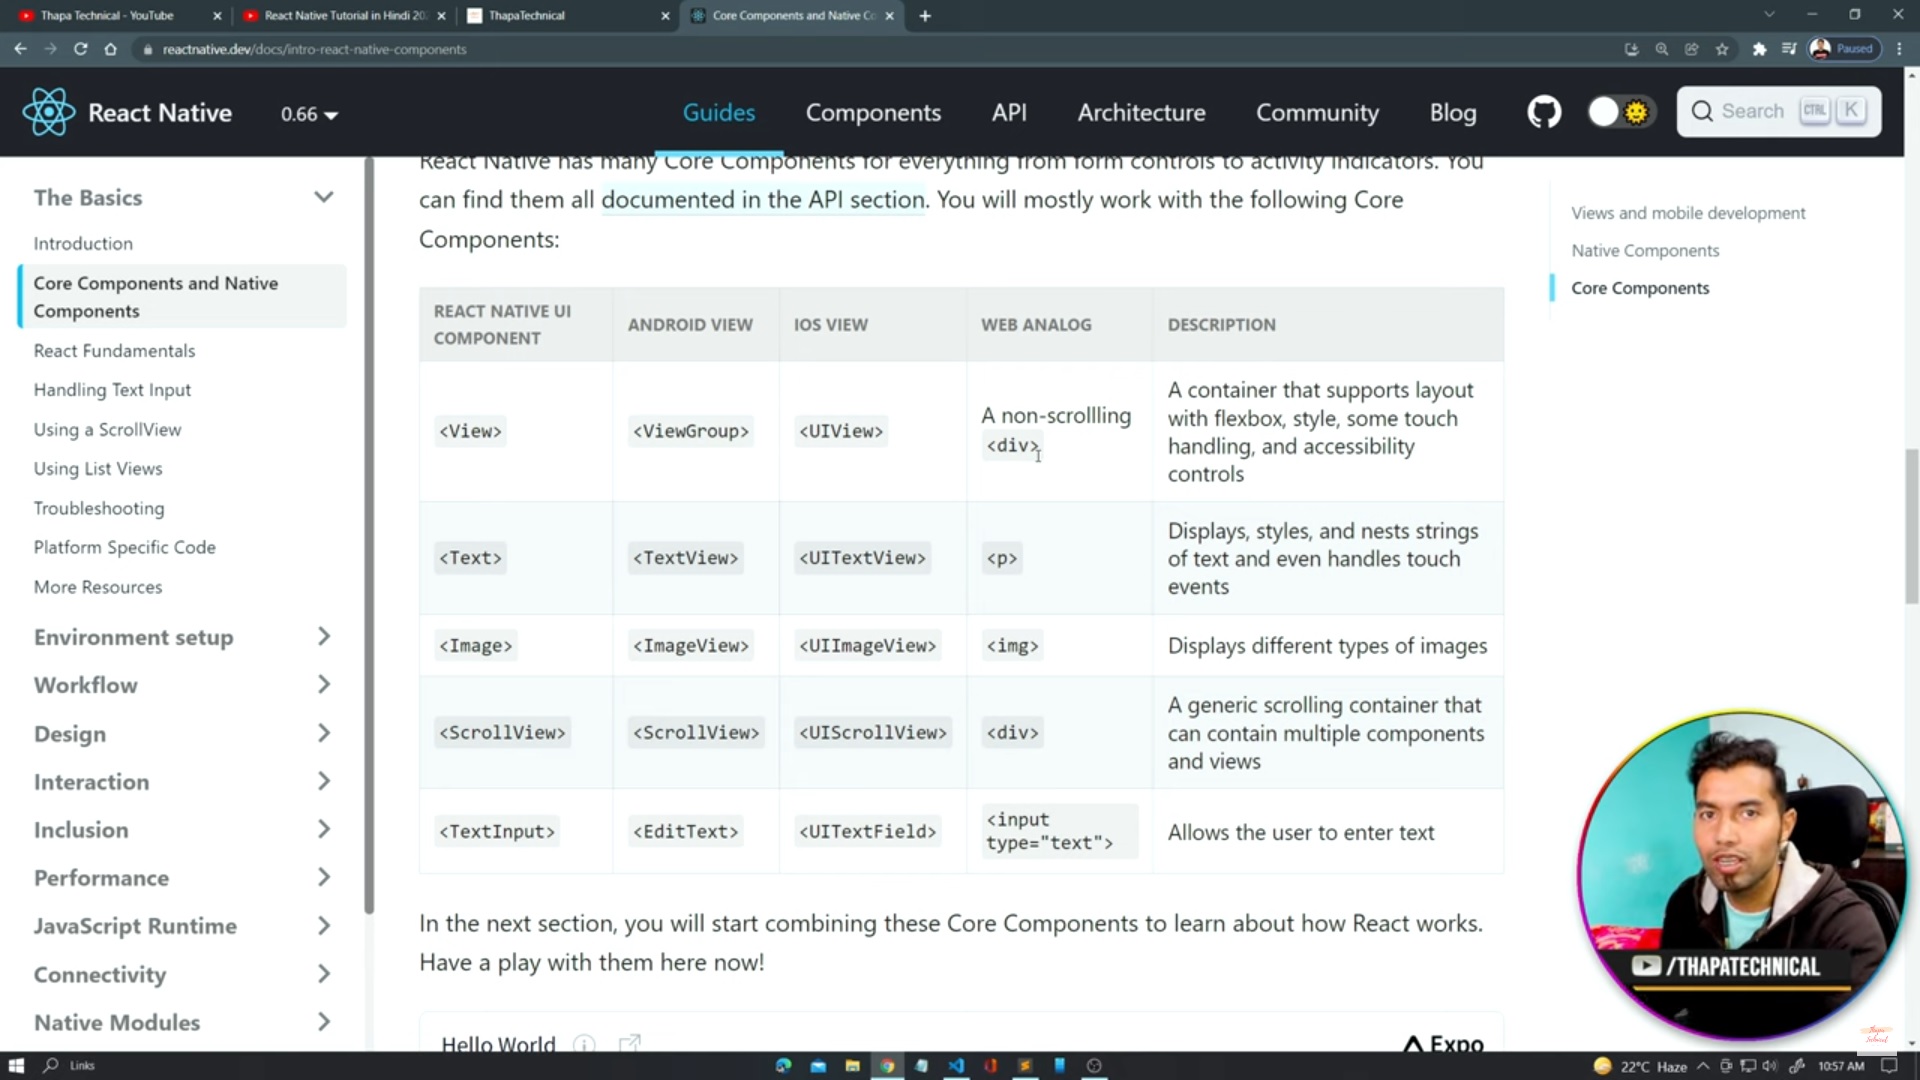 Thapa Technical - YouTube
React Native Tutorial in Hindi 20
ThapaTechnical
Core Components and Native Co
reactnative.dev/docs/intro-react-native-components
Paused
React Native
0.66
Guides
Components
API
Architecture
Community
Blog
Search
CTRL
K
The Basics
Introduction
Core Components and Native
Components
React Fundamentals
Handling Text Input
Using a ScrollView
Using List Views
Troubleshooting
Platform Specific Code
More Resources
Environment setup
Workflow
Design
Interaction
Inclusion
Performance
JavaScript Runtime
Connectivity
Native Modules
React Native has many Core Components for everything from form controls to activity indicators. You
can find them all documented in the API section. You will mostly work with the following Core
Components:
REACT NATIVE UI
COMPONENT
ANDROID VIEW
IOS VIEW
WEB ANALOG
DESCRIPTION
<View>
<ViewGroup>
<UIView>
A non-scrollling
<div>
A container that supports layout
with flexbox, style, some touch
handling, and accessibility
controls
<Text>
<TextView>
<UITextView>
<p>
Displays, styles, and nests strings
of text and even handles touch
events
<Image>
<ImageView>
<UIImageView>
<img>
Displays different types of images
<ScrollView>
<ScrollView>
<UIScrollView>
<div>
A generic scrolling container that
can contain multiple components
and views
<TextInput>
<EditText>
<UITextField>
<input
type="text">
Allows the user to enter text
In the next section, you will start combining these Core Components to learn about how React works.
Have a play with them here now!
Hello World
Expo
Views and mobile development
Native Components
Core Components
/THAPATECHNICAL
Links
22°C Haze
10:57 AM